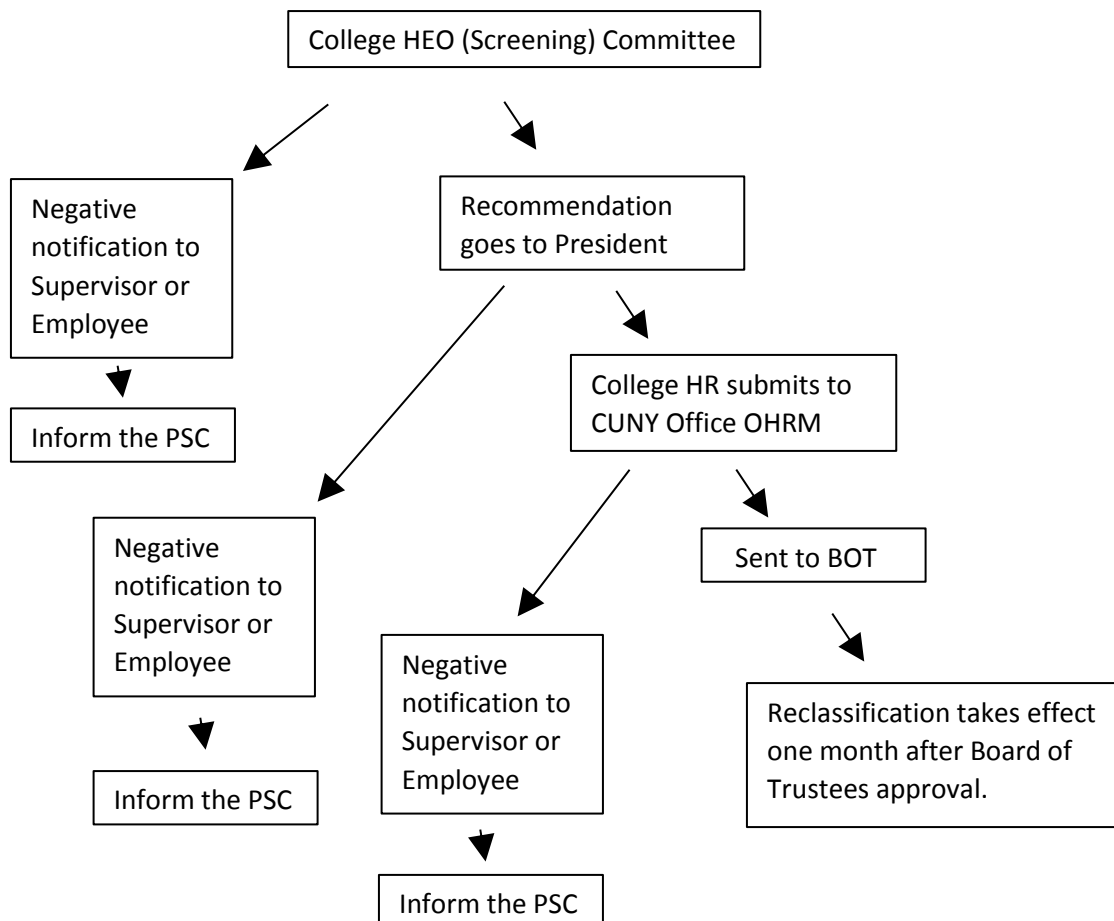 College HEO (Screening) Committee
Negative
notification to
Supervisor or
Employee
Recommendation
goes to President
Inform the PSC
College HR submits to
CUNY Office OHRM
Negative
notification to
Supervisor or
Employee
Sent to BOT
Inform the PSC
Negative
notification to
Supervisor or
Employee
Reclassification takes effect
one month after Board of
Trustees approval.
Inform the PSC